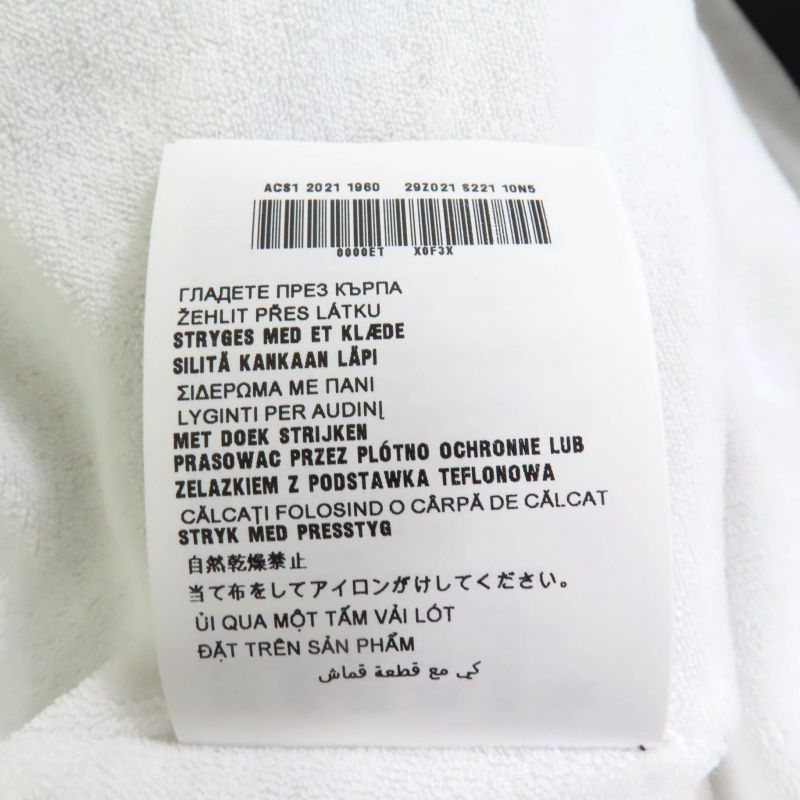 ACS1 2021 1960 29Z021 S221 10N5
0000ET X0F3X
ГЛАДЕТЕ ПРЕЗ КЪРПА
ŽEHLIT PŘES LÁTKU
STRYGES MED ET KLÆDE
SILITÄ KANKAAN LÄPI
ΣΙΔΕΡΩΜΑ ΜΕ ΠΑΝΙ
LYGINTI PER AUDINĮ
MET DOEK STRIJKEN
PRASOWAC PRZEZ PLÓTNO OCHRONNE LUB
ZELAZKIEM Z PODSTAWKA TEFLONOWA
CĂLCAȚI FOLOSIND O CÂRPĂ DE CĂLCAT
STRYK MED PRESSTYG
自然乾燥禁止
当て布をしてアイロンがけしてください。
ỦI QUA MỘT TẤM VẢI LÓT
ĐẶT TRÊN SẢN PHẨM
كي مع قطعة قماش